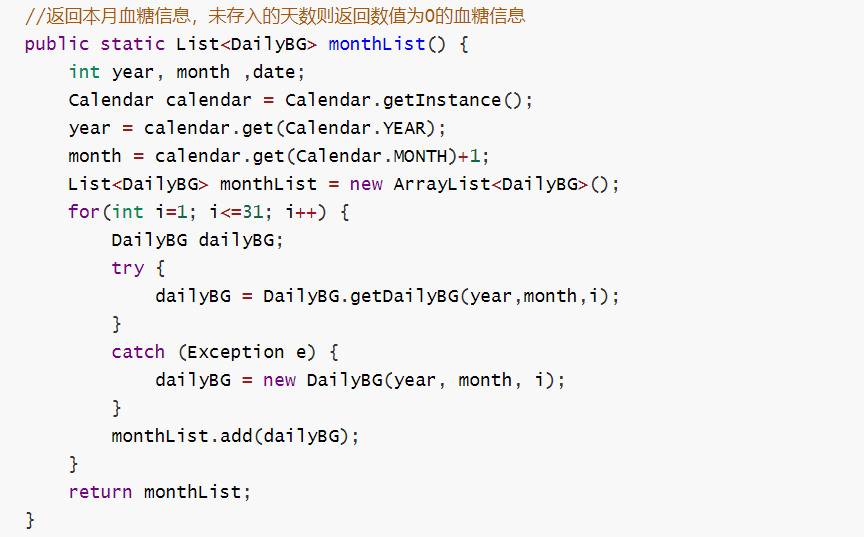 //返回本月血糖信息，未存入的天数则返回数值为0的血糖信息
public static List<DailyBG> monthList() {
    int year, month ,date;
    Calendar calendar = Calendar.getInstance();
    year = calendar.get(Calendar.YEAR);
    month = calendar.get(Calendar.MONTH)+1;
    List<DailyBG> monthList = new ArrayList<DailyBG>();
    for(int i=1; i<=31; i++) {
        DailyBG dailyBG;
        try {
            dailyBG = DailyBG.getDailyBG(year,month,i);
        }
        catch (Exception e) {
            dailyBG = new DailyBG(year, month, i);
        }
        monthList.add(dailyBG);
    }
    return monthList;
}